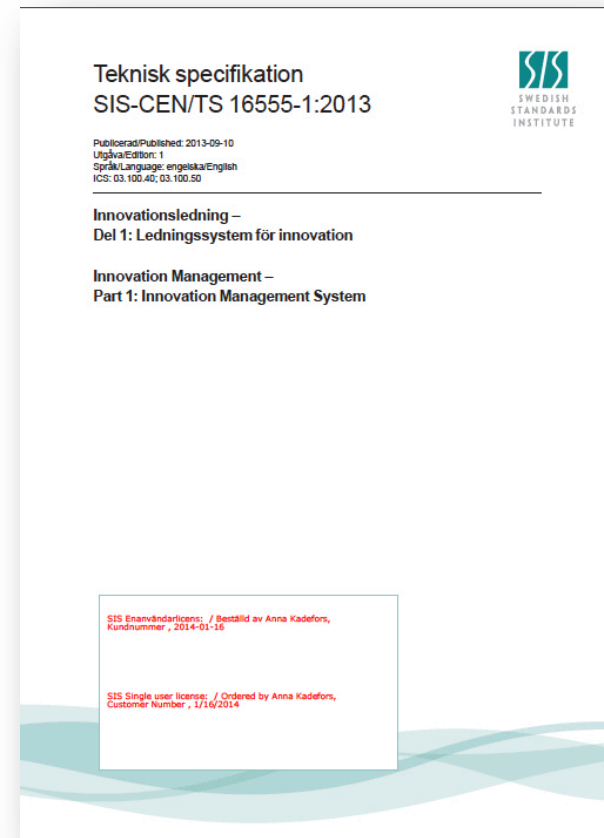 Teknisk specifikation
SIS-CEN/TS 16555-1:2013
SIS
SWEDISH
STANDARDS
INSTITUTE
Publicerad/Published: 2013-09-10
Utgåva/Edition: 1
Språk/Language: engelska/English
ICS: 03.100.40; 03.100.50
Innovationsledning –
Del 1: Ledningssystem för innovation
Innovation Management –
Part 1: Innovation Management System
SIS Enanvändarlicens:  / Beställd av Anna Kadefors,
Kundnummer , 2014-01-16
SIS Single user license:  / Ordered by Anna Kadefors,
Customer Number , 1/16/2014